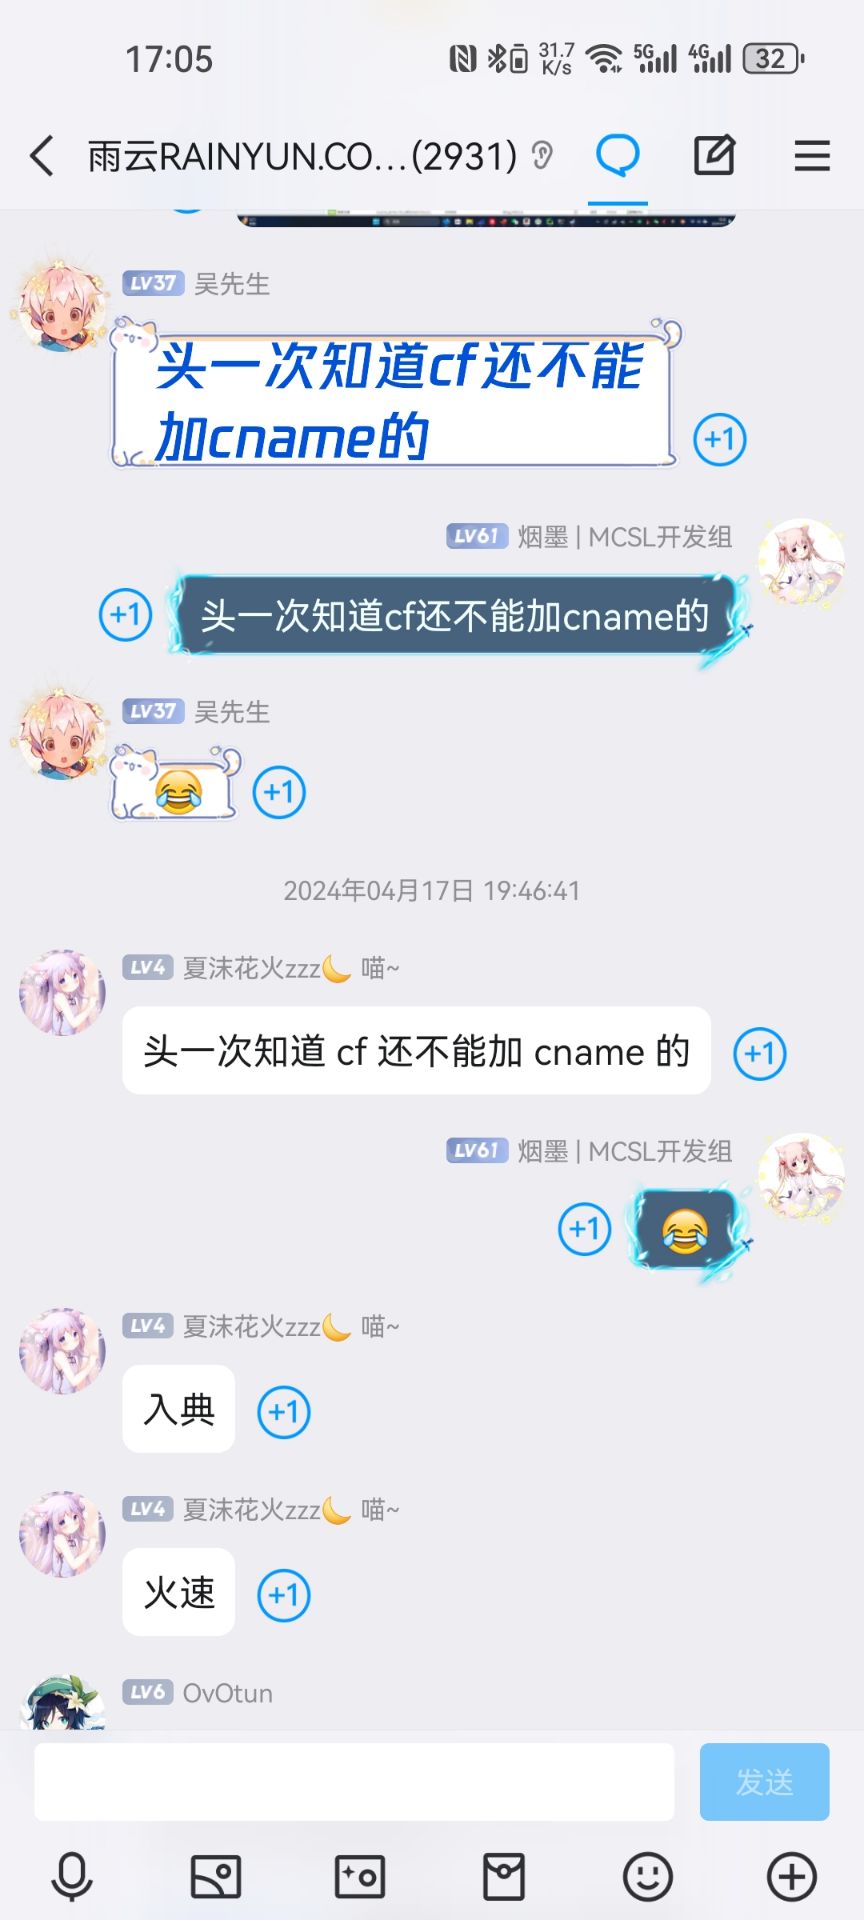 17:05
31.7
K/s
5G
4G
32
雨云RAINYUN.CO...(2931)
LV37 吴先生
头一次知道cf还不能
加cname的
+1
LV61 烟墨 | MCSL开发组
+1
头一次知道cf还不能加cname的
LV37 吴先生
+1
2024年04月17日 19:46:41
LV4 夏沫花火zzz🌙 喵~
头一次知道 cf 还不能加 cname 的
+1
LV61 烟墨 | MCSL开发组
+1
LV4 夏沫花火zzz🌙 喵~
入典
+1
LV4 夏沫花火zzz🌙 喵~
火速
+1
LV6 OvOtun
发送